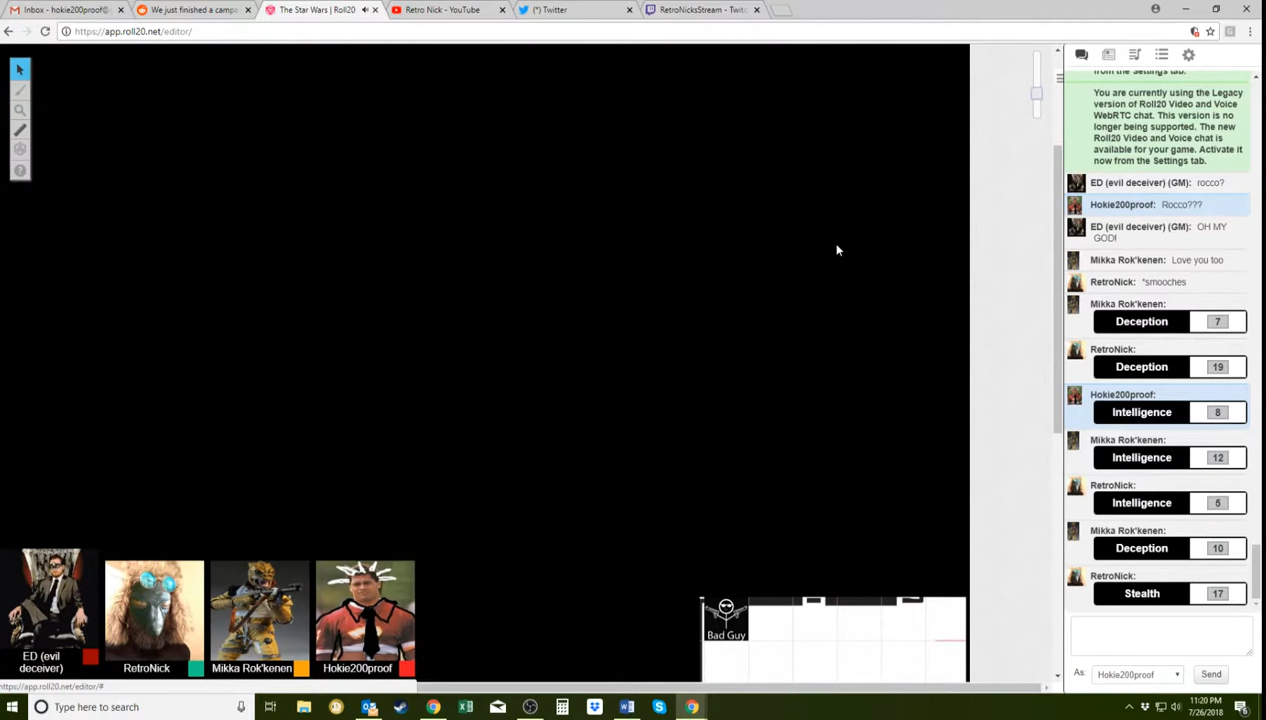 Inbox - hokie200proof@
We just finished a campa
The Star Wars | Roll20
Retro Nick - YouTube
(*) Twitter
RetroNicksStream - Twitc
https://app.roll20.net/editor/
from the Settings tab.
You are currently using the Legacy
version of Roll20 Video and Voice
WebRTC chat. This version is no
longer being supported. The new
Roll20 Video and Voice chat is
available for your game. Activate it
now from the Settings tab.
ED (evil deceiver) (GM): rocco?
Hokie200proof: Rocco???
ED (evil deceiver) (GM): OH MY
GOD!
Mikka Rok'kenen: Love you too
RetroNick: *smooches
Mikka Rok'kenen:
Deception 7
RetroNick:
Deception 19
Hokie200proof:
Intelligence 8
Mikka Rok'kenen:
Intelligence 12
RetroNick:
Intelligence 5
Mikka Rok'kenen:
Deception 10
RetroNick:
Stealth 17
Bad Guy
ED (evil
deceiver)
RetroNick
Mikka Rok'kenen
Hokie200proof
As: Hokie200proof Send
https://app.roll20.net/editor/#
Type here to search
11:20 PM
7/26/2018